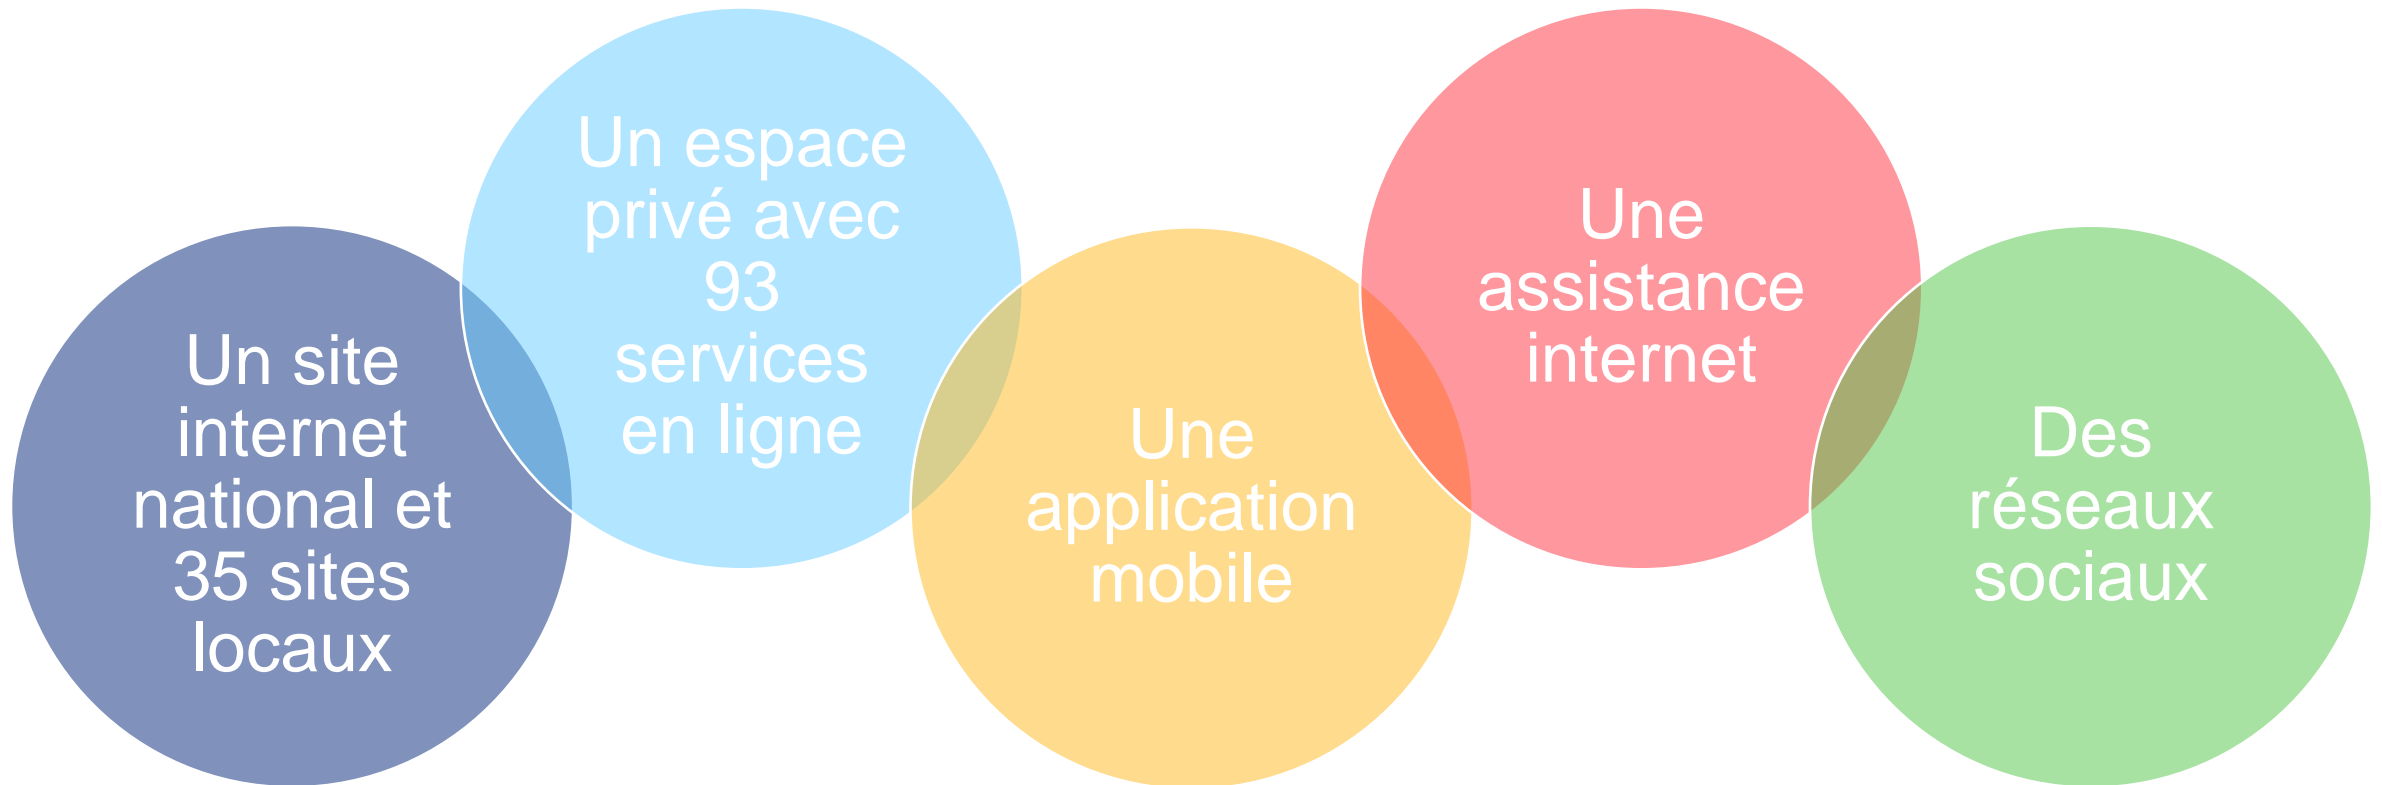 Un site
internet
national et
35 sites
locaux
Un espace
privé avec
93
services
en ligne
Une
application
mobile
Une
assistance
internet
Des
réseaux
sociaux